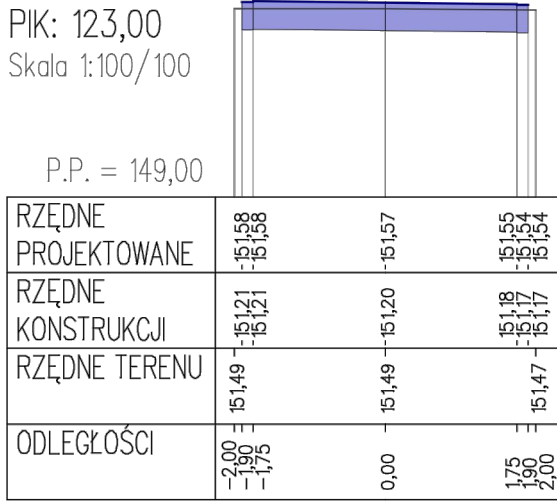 PIK: 123,00
Skala 1:100/100
P.P. = 149,00
RZĘDNE
PROJEKTOWANE
151,58 151,58 151,57 151,55 151,54 151,54
RZĘDNE
KONSTRUKCJI
151,21 151,21 151,20 151,18 151,17 151,17
RZĘDNE TERENU
151,49 151,49 151,47
ODLEGŁOŚCI
-2,00 -1,90 -1,75 0,00 1,75 1,90 2,00